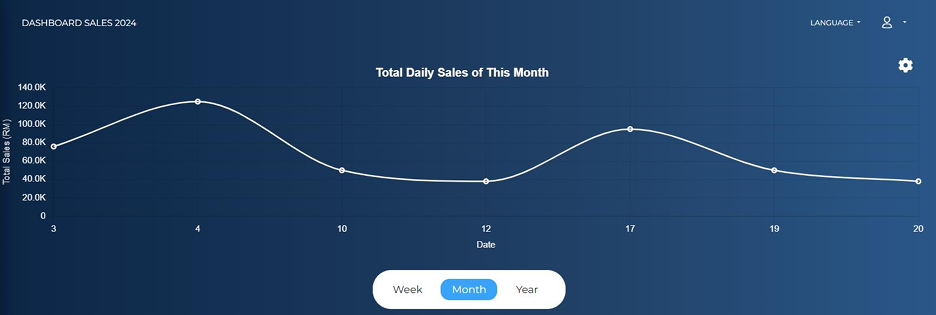 DASHBOARD SALES 2024
LANGUAGE
Total Daily Sales of This Month
Total Sales (RM)
140.0K
120.0K
100.0K
80.0K
60.0K
40.0K
20.0K
0
3 4 10 12 17 19 20
Date
Week Month Year